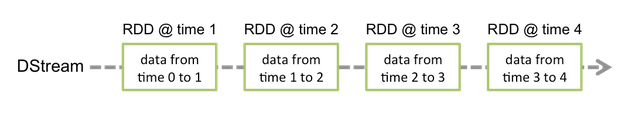 RDD @ time 1
RDD @ time 2
RDD @ time 3
RDD @ time 4
DStream
data from
time 0 to 1
data from
time 1 to 2
data from
time 2 to 3
data from
time 3 to 4